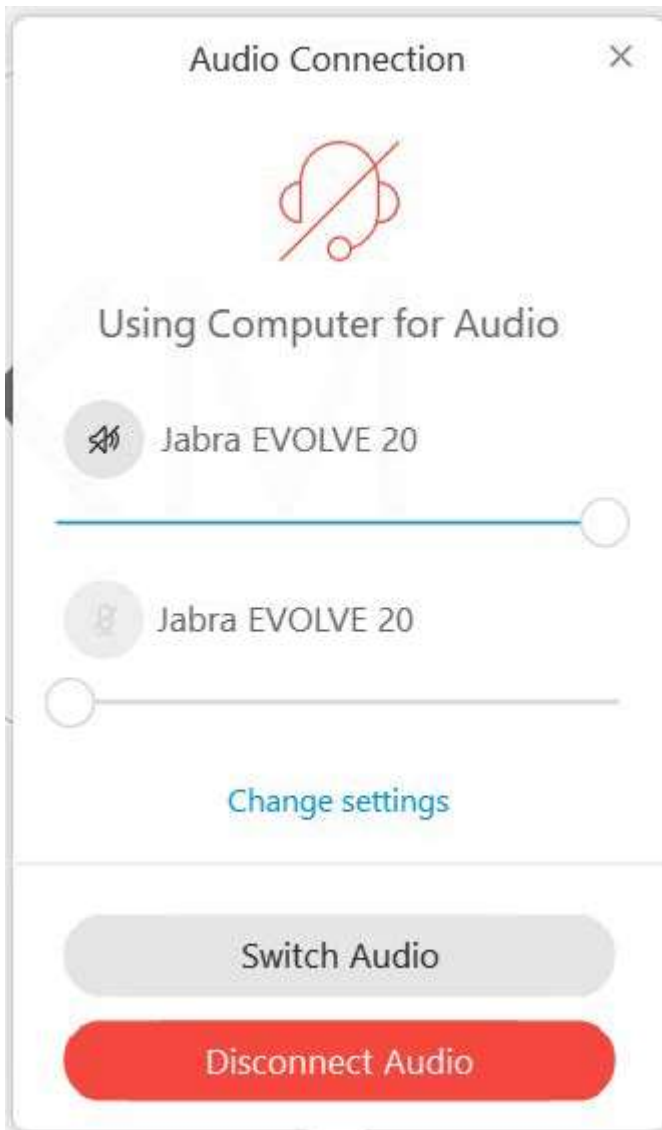 Audio Connection
Using Computer for Audio
Jabra EVOLVE 20
Jabra EVOLVE 20
Change settings
Switch Audio
Disconnect Audio